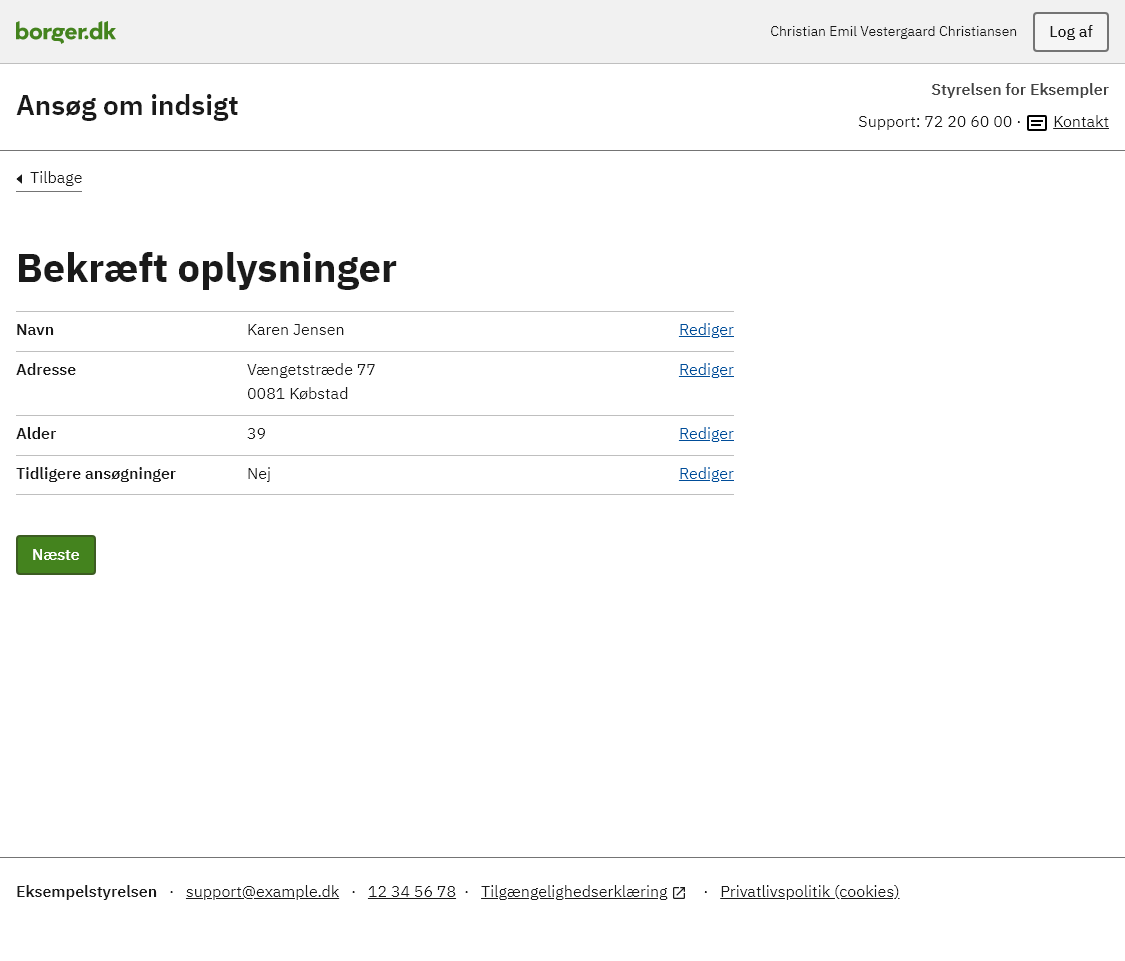 borger.dk
Christian Emil Vestergaard Christiansen
Log af
Ansøg om indsigt
Styrelsen for Eksempler
Support: 72 20 60 00 · Kontakt
Tilbage
Bekræft oplysninger
Navn Karen Jensen Rediger
Adresse Vængetstræde 77 Rediger
0081 Købstad
Alder 39 Rediger
Tidligere ansøgninger Nej Rediger
Næste
Eksempelstyrelsen · support@example.dk · 12 34 56 78 · Tilgængelighedserklæring · Privatlivspolitik (cookies)